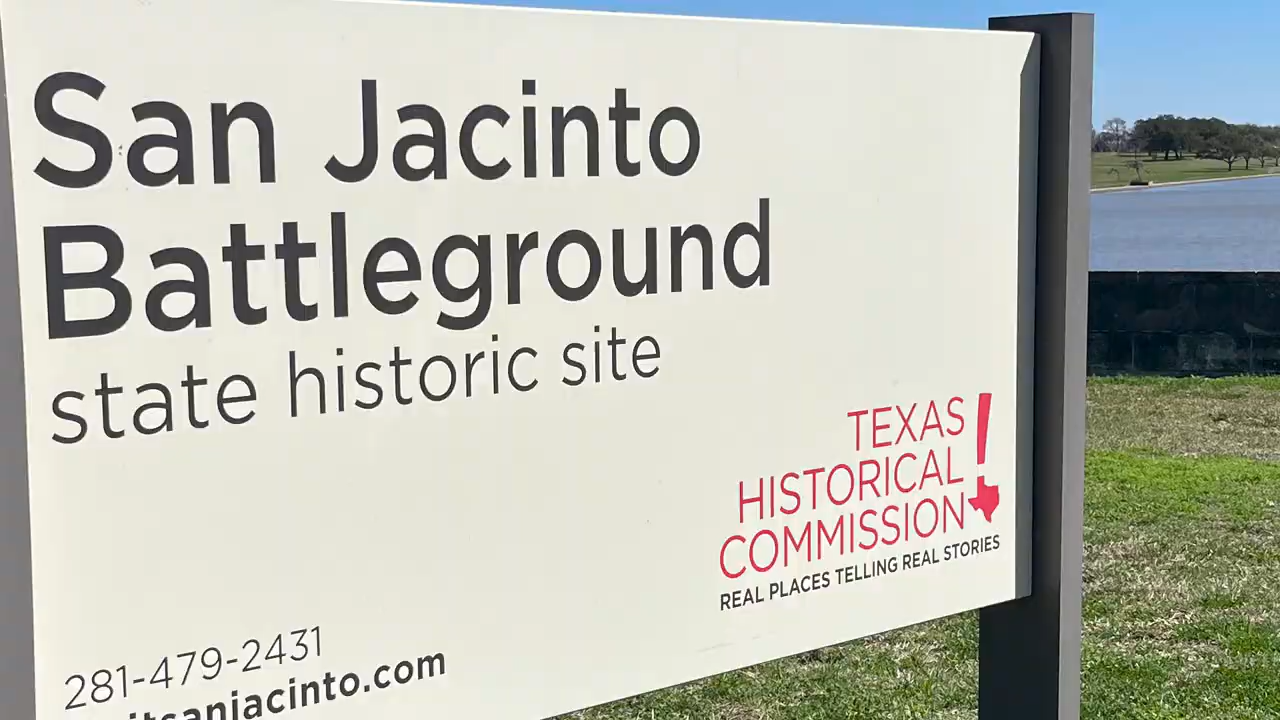 San Jacinto
Battleground
state historic site
TEXAS
HISTORICAL
COMMISSION
REAL PLACES TELLING REAL STORIES
281-479-2431